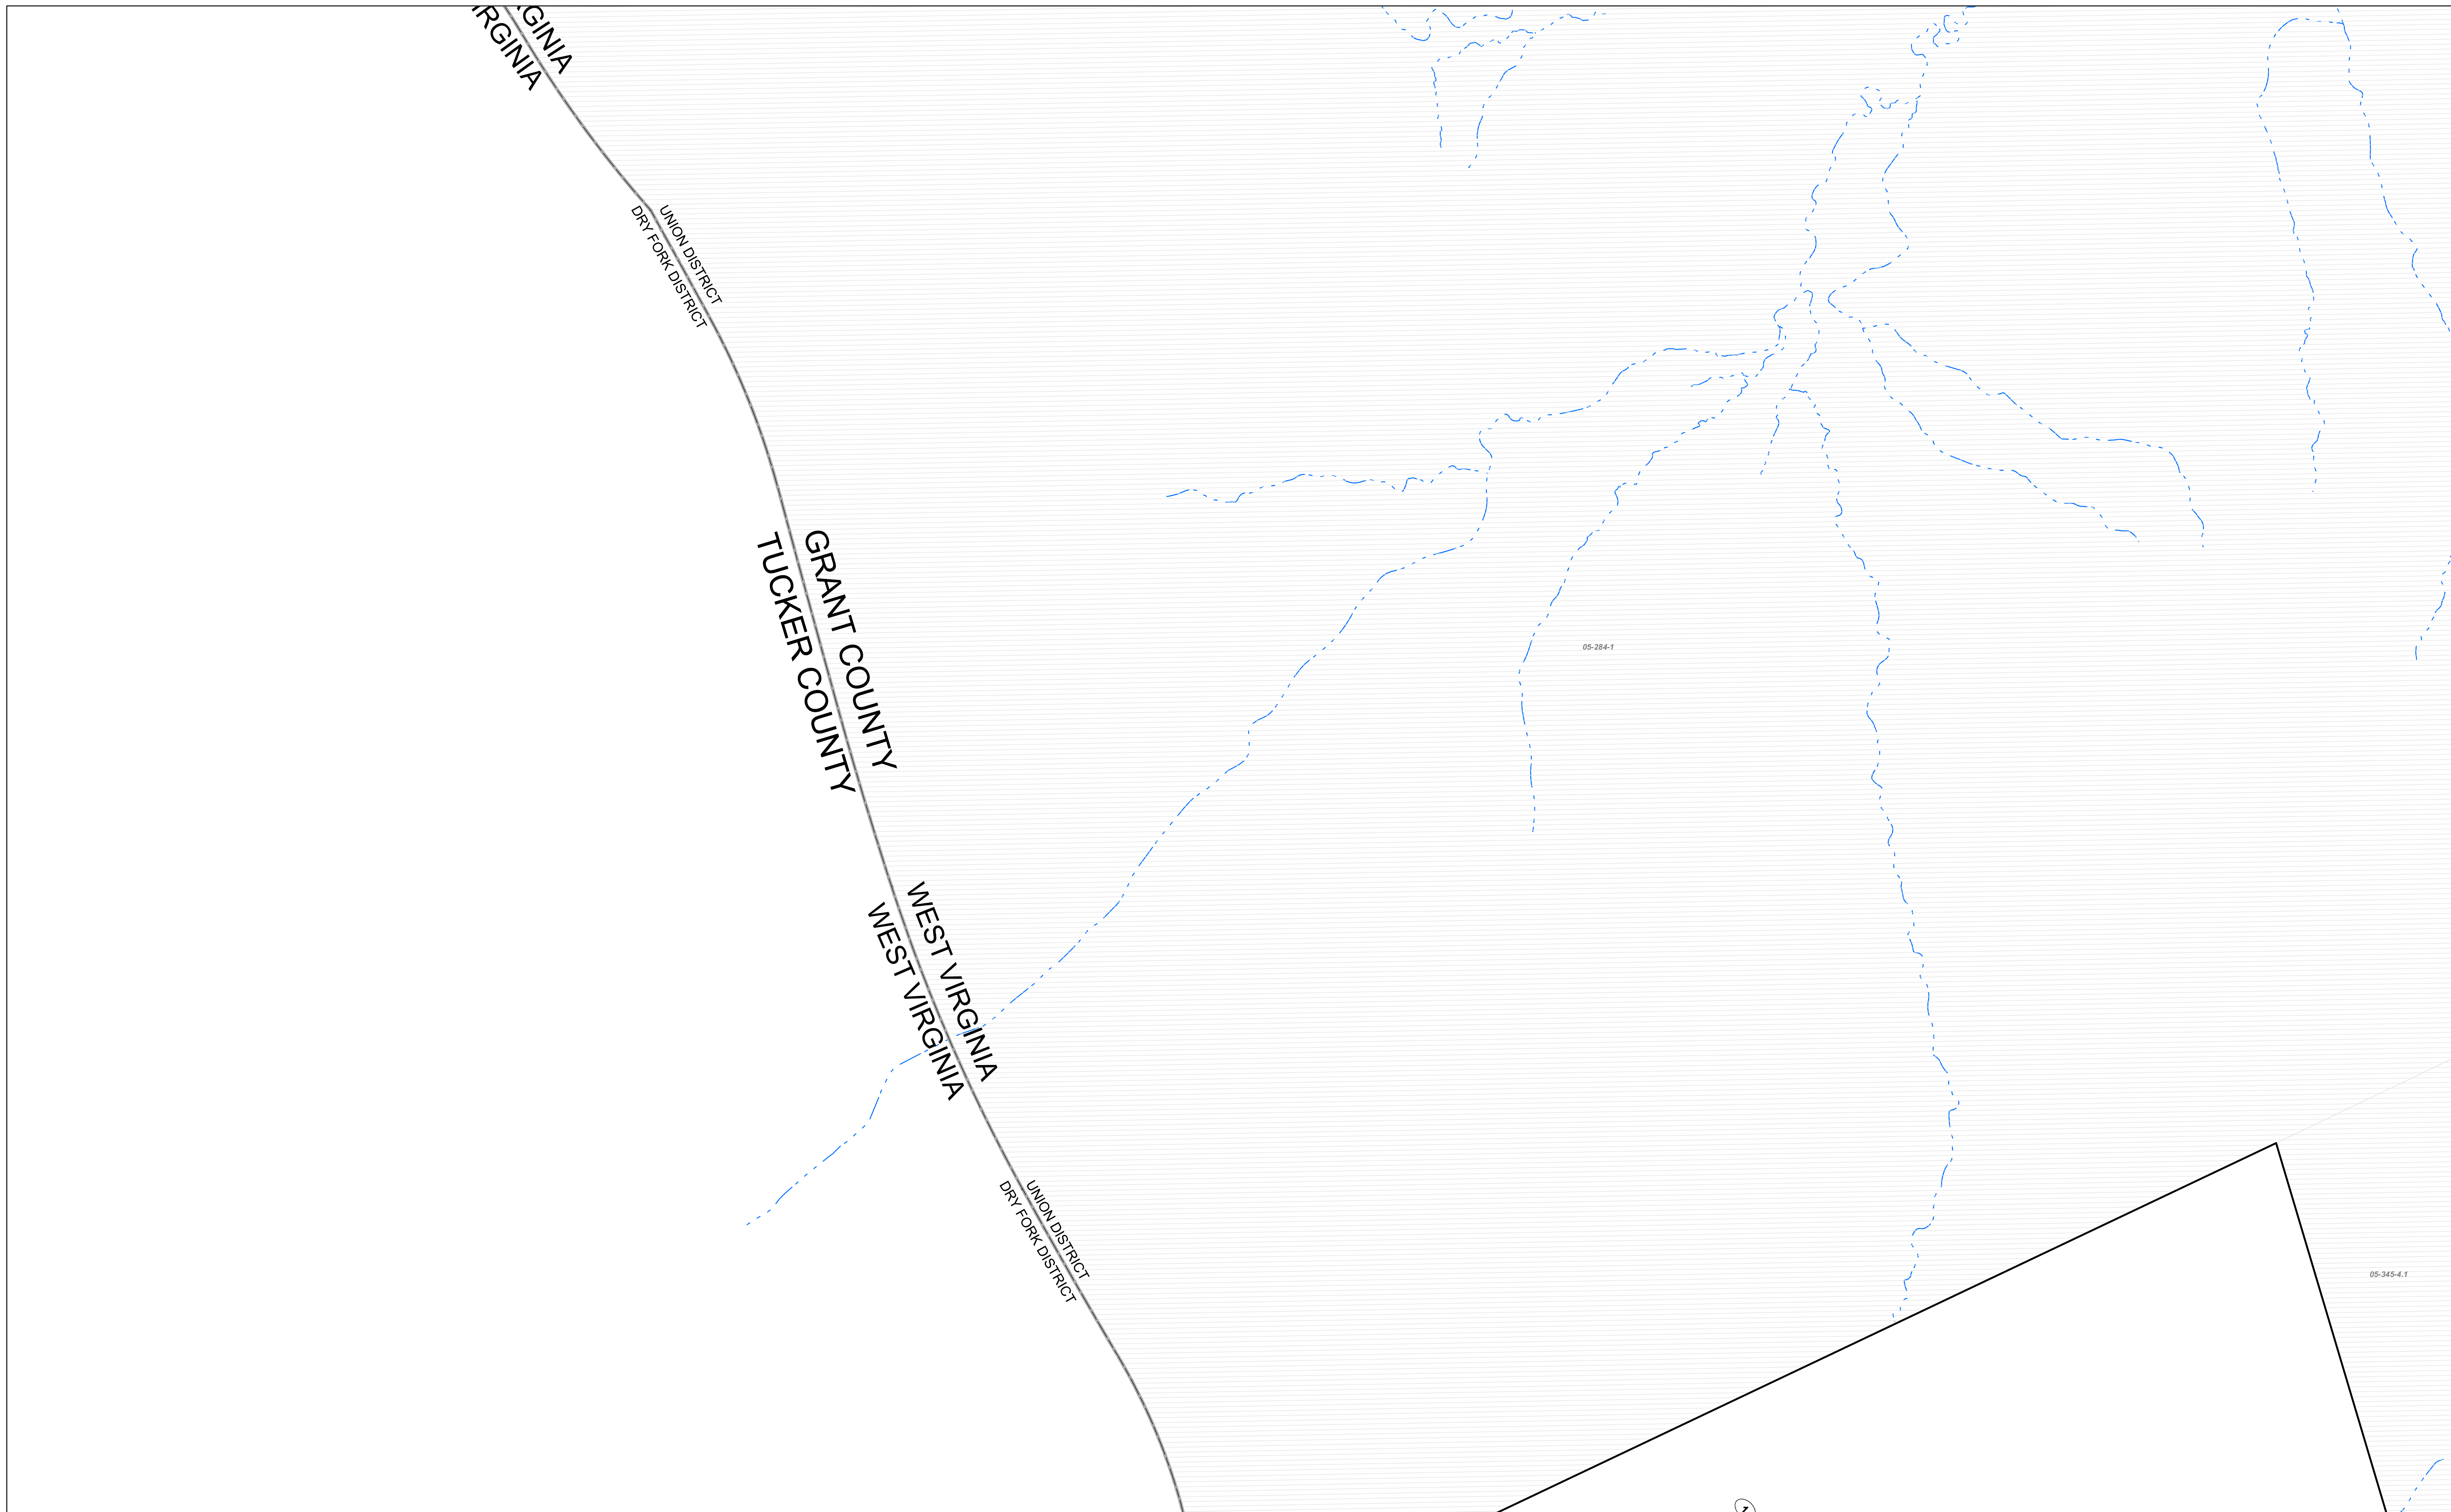 GINIA
RGINIA
UNION DISTRICT
DRY FORK DISTRICT
GRANT COUNTY
TUCKER COUNTY
05-284-1
WEST VIRGINIA
WEST VIRGINIA
UNION DISTRICT
DRY FORK DISTRICT
05-345-4.1
1